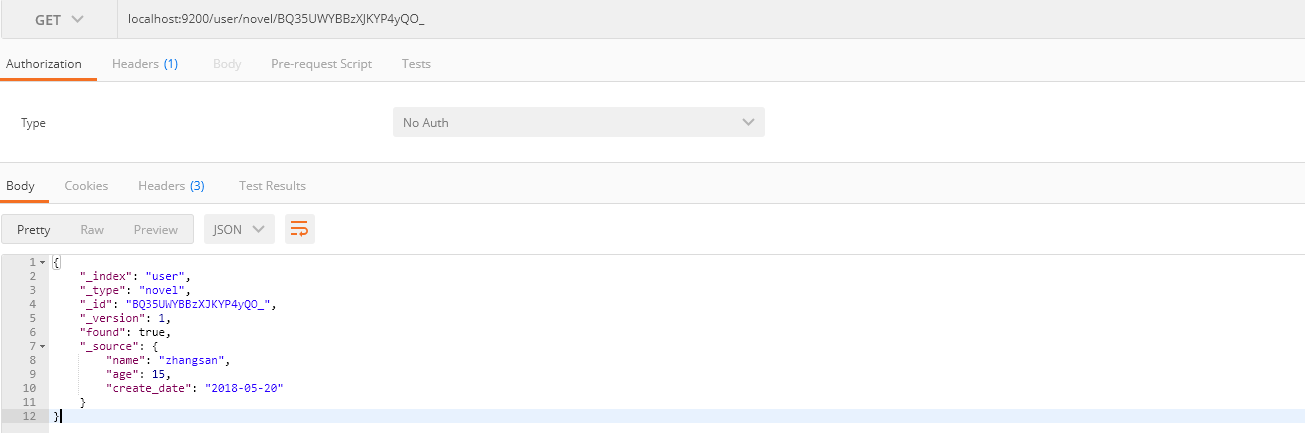 GET localhost:9200/user/novel/BQ35UWYBBzXJKYP4yQO_
Authorization Headers (1) Body Pre-request Script Tests
Type No Auth
Body Cookies Headers (3) Test Results
Pretty Raw Preview JSON
1 {
2 "_index": "user",
3 "_type": "novel",
4 "_id": "BQ35UWYBBzXJKYP4yQO_",
5 "_version": 1,
6 "found": true,
7 "_source": {
8 "name": "zhangsan",
9 "age": 15,
10 "create_date": "2018-05-20"
11 }
12 }